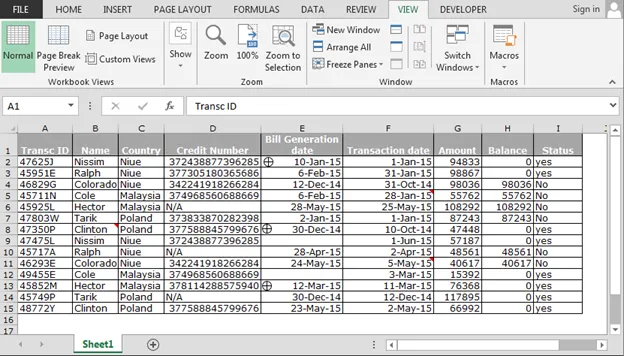 FILE HOME INSERT PAGE LAYOUT FORMULAS DATA REVIEW VIEW DEVELOPER Sign in
Normal Page Break Preview Page Layout Custom Views Show Zoom 100% Zoom to Selection New Window Arrange All Freeze Panes Switch Windows Macros
Workbook Views Zoom Window Macros
A1 fx Transc ID
A B C D E F G H I
1 Transc ID Name Country Credit Number Bill Generation date Transaction date Amount Balance Status
2 47625J Nissim Niue 372438877396285 10-Jan-15 1-Jan-15 94833 0 yes
3 45951E Ralph Niue 377305180365686 6-Feb-15 31-Jan-15 98867 0 yes
4 46829G Colorado Niue 342241918266284 12-Dec-14 31-Oct-14 98036 98036 No
5 45711N Cole Malaysia 374968560688669 6-Feb-15 28-Jan-15 55762 55762 No
6 45925L Hector Malaysia N/A 28-May-15 25-May-15 108292 108292 No
7 47803W Tarik Poland 373833870282398 2-Jan-15 1-Jan-15 87243 87243 No
8 47350P Clinton Poland 377588845799676 30-Dec-14 10-Oct-14 47448 0 yes
9 47475L Nissim Niue 372438877396285 1-Jun-15 57187 0 yes
10 45717A Ralph Niue N/A 28-Apr-15 2-Apr-15 48561 48561 No
11 46293E Colorado Niue 342241918266284 24-May-15 5-May-15 40617 40617 No
12 49455E Cole Malaysia 374968560688669 3-Mar-15 15392 0 yes
13 45852M Hector Malaysia 378114288575940 12-Mar-15 11-Mar-15 76368 0 yes
14 45749P Tarik Poland N/A 30-Dec-14 12-Dec-14 117895 0 yes
15 48772Y Clinton Poland 377588845799676 23-May-15 2-May-15 66992 0 yes
16
17
Sheet1